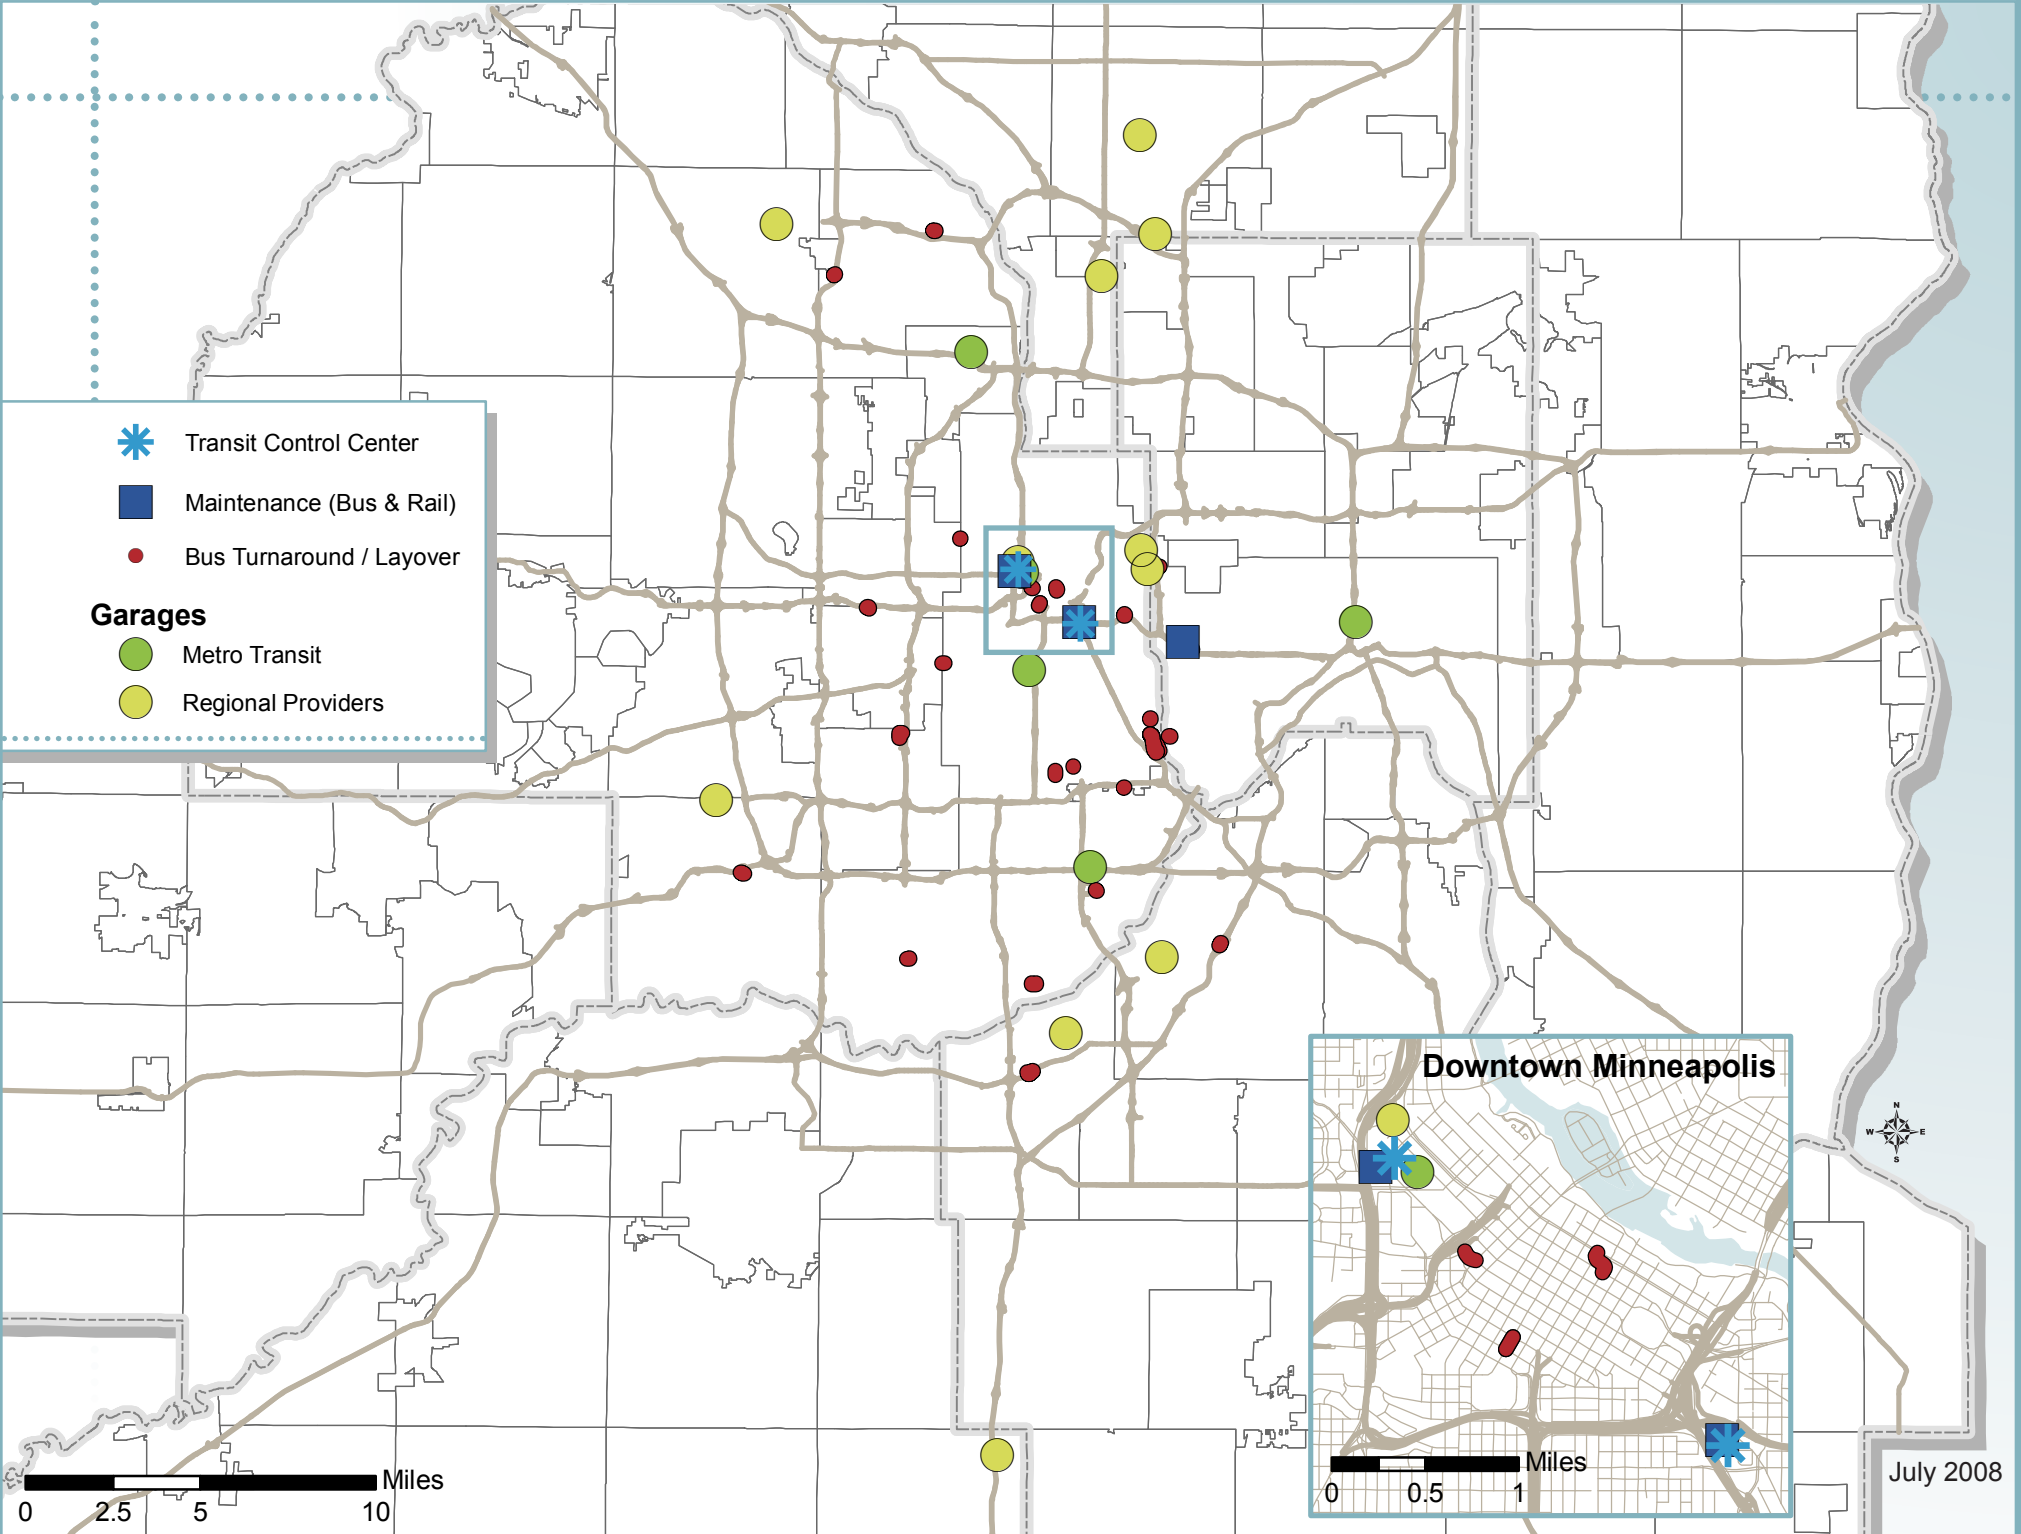 Transit Control Center
Maintenance (Bus & Rail)
Bus Turnaround / Layover
Garages
Metro Transit
Regional Providers
Downtown Minneapolis
N
W E
S
Miles
0 0.5 1
July 2008
Miles
0 2.5 5 10